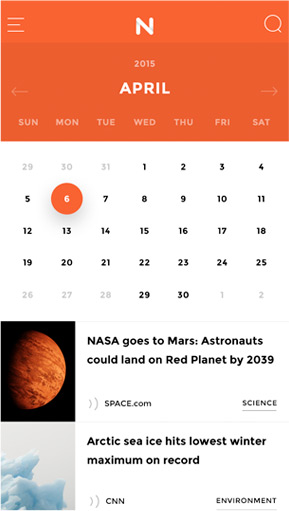 N
2015
APRIL
SUN MON TUE WED THU FRI SAT
29 30 31 1 2 3 4
5 6 7 8 9 10 11
12 13 14 15 16 17 18
19 20 21 22 23 24 25
26 27 28 29 30 1 2
NASA goes to Mars: Astronauts
could land on Red Planet by 2039
SPACE.com SCIENCE
Arctic sea ice hits lowest winter
maximum on record
CNN ENVIRONMENT